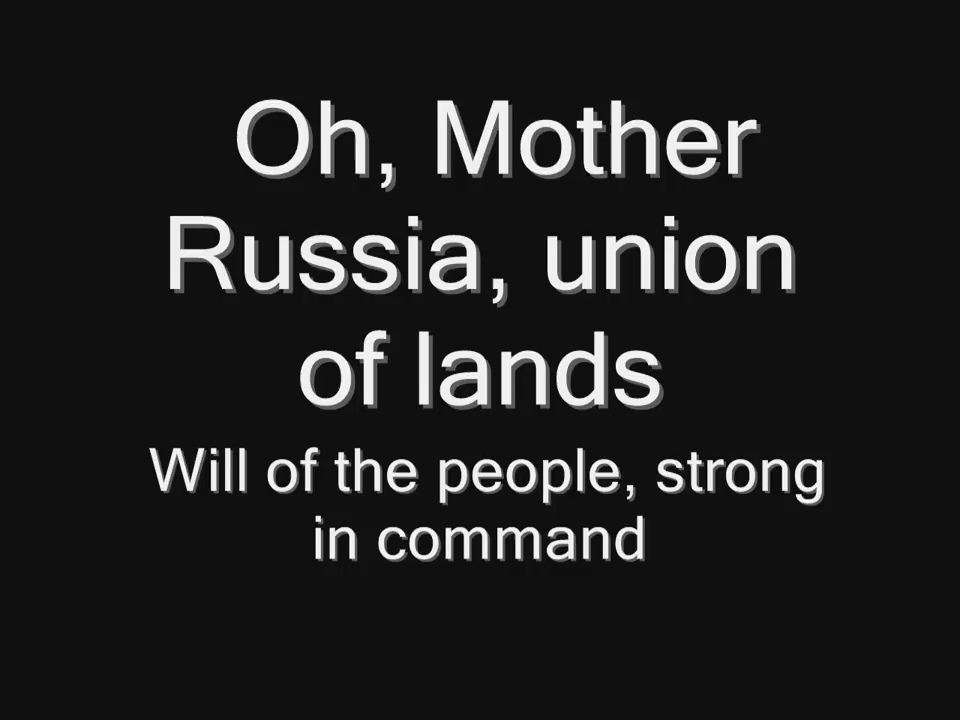 Oh, Mother
Russia, union
of lands
Will of the people, strong
in command